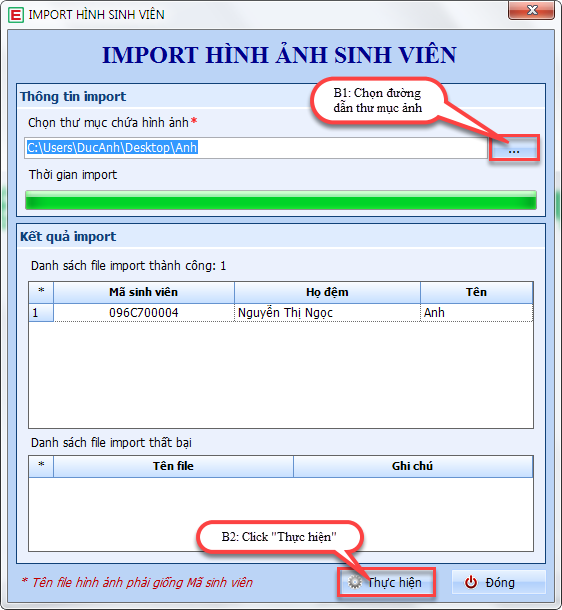 IMPORT HÌNH SINH VIÊN
IMPORT HÌNH ẢNH SINH VIÊN
Thông tin import
B1: Chọn đường
dẫn thư mục ảnh
Chọn thư mục chứa hình ảnh*
C:\Users\DucAnh\Desktop\Anh
...
Thời gian import
Kết quả import
Danh sách file import thành công: 1
* Mã sinh viên Họ đệm Tên
1 096C700004 Nguyễn Thị Ngọc Anh
Danh sách file import thất bại
* Tên file Ghi chú
B2: Click "Thực hiện"
* Tên file hình ảnh phải giống Mã sinh viên
Thực hiện
Đóng